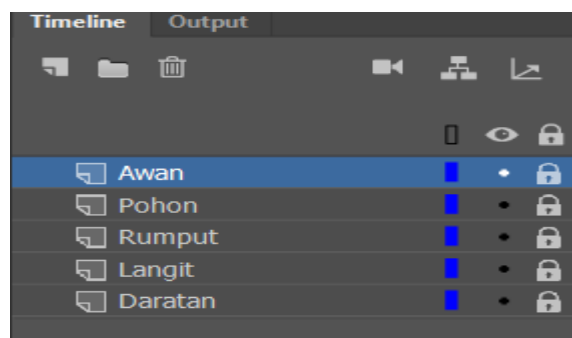 Timeline Output
Awan
Pohon
Rumput
Langit
Daratan